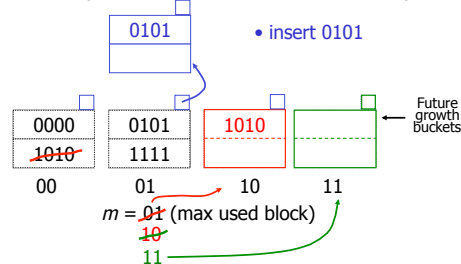 0101
• insert 0101
0000
1010
0101
1111
1010
Future
growth
buckets
00
01
10
11
m = 01 (max used block)
10
11